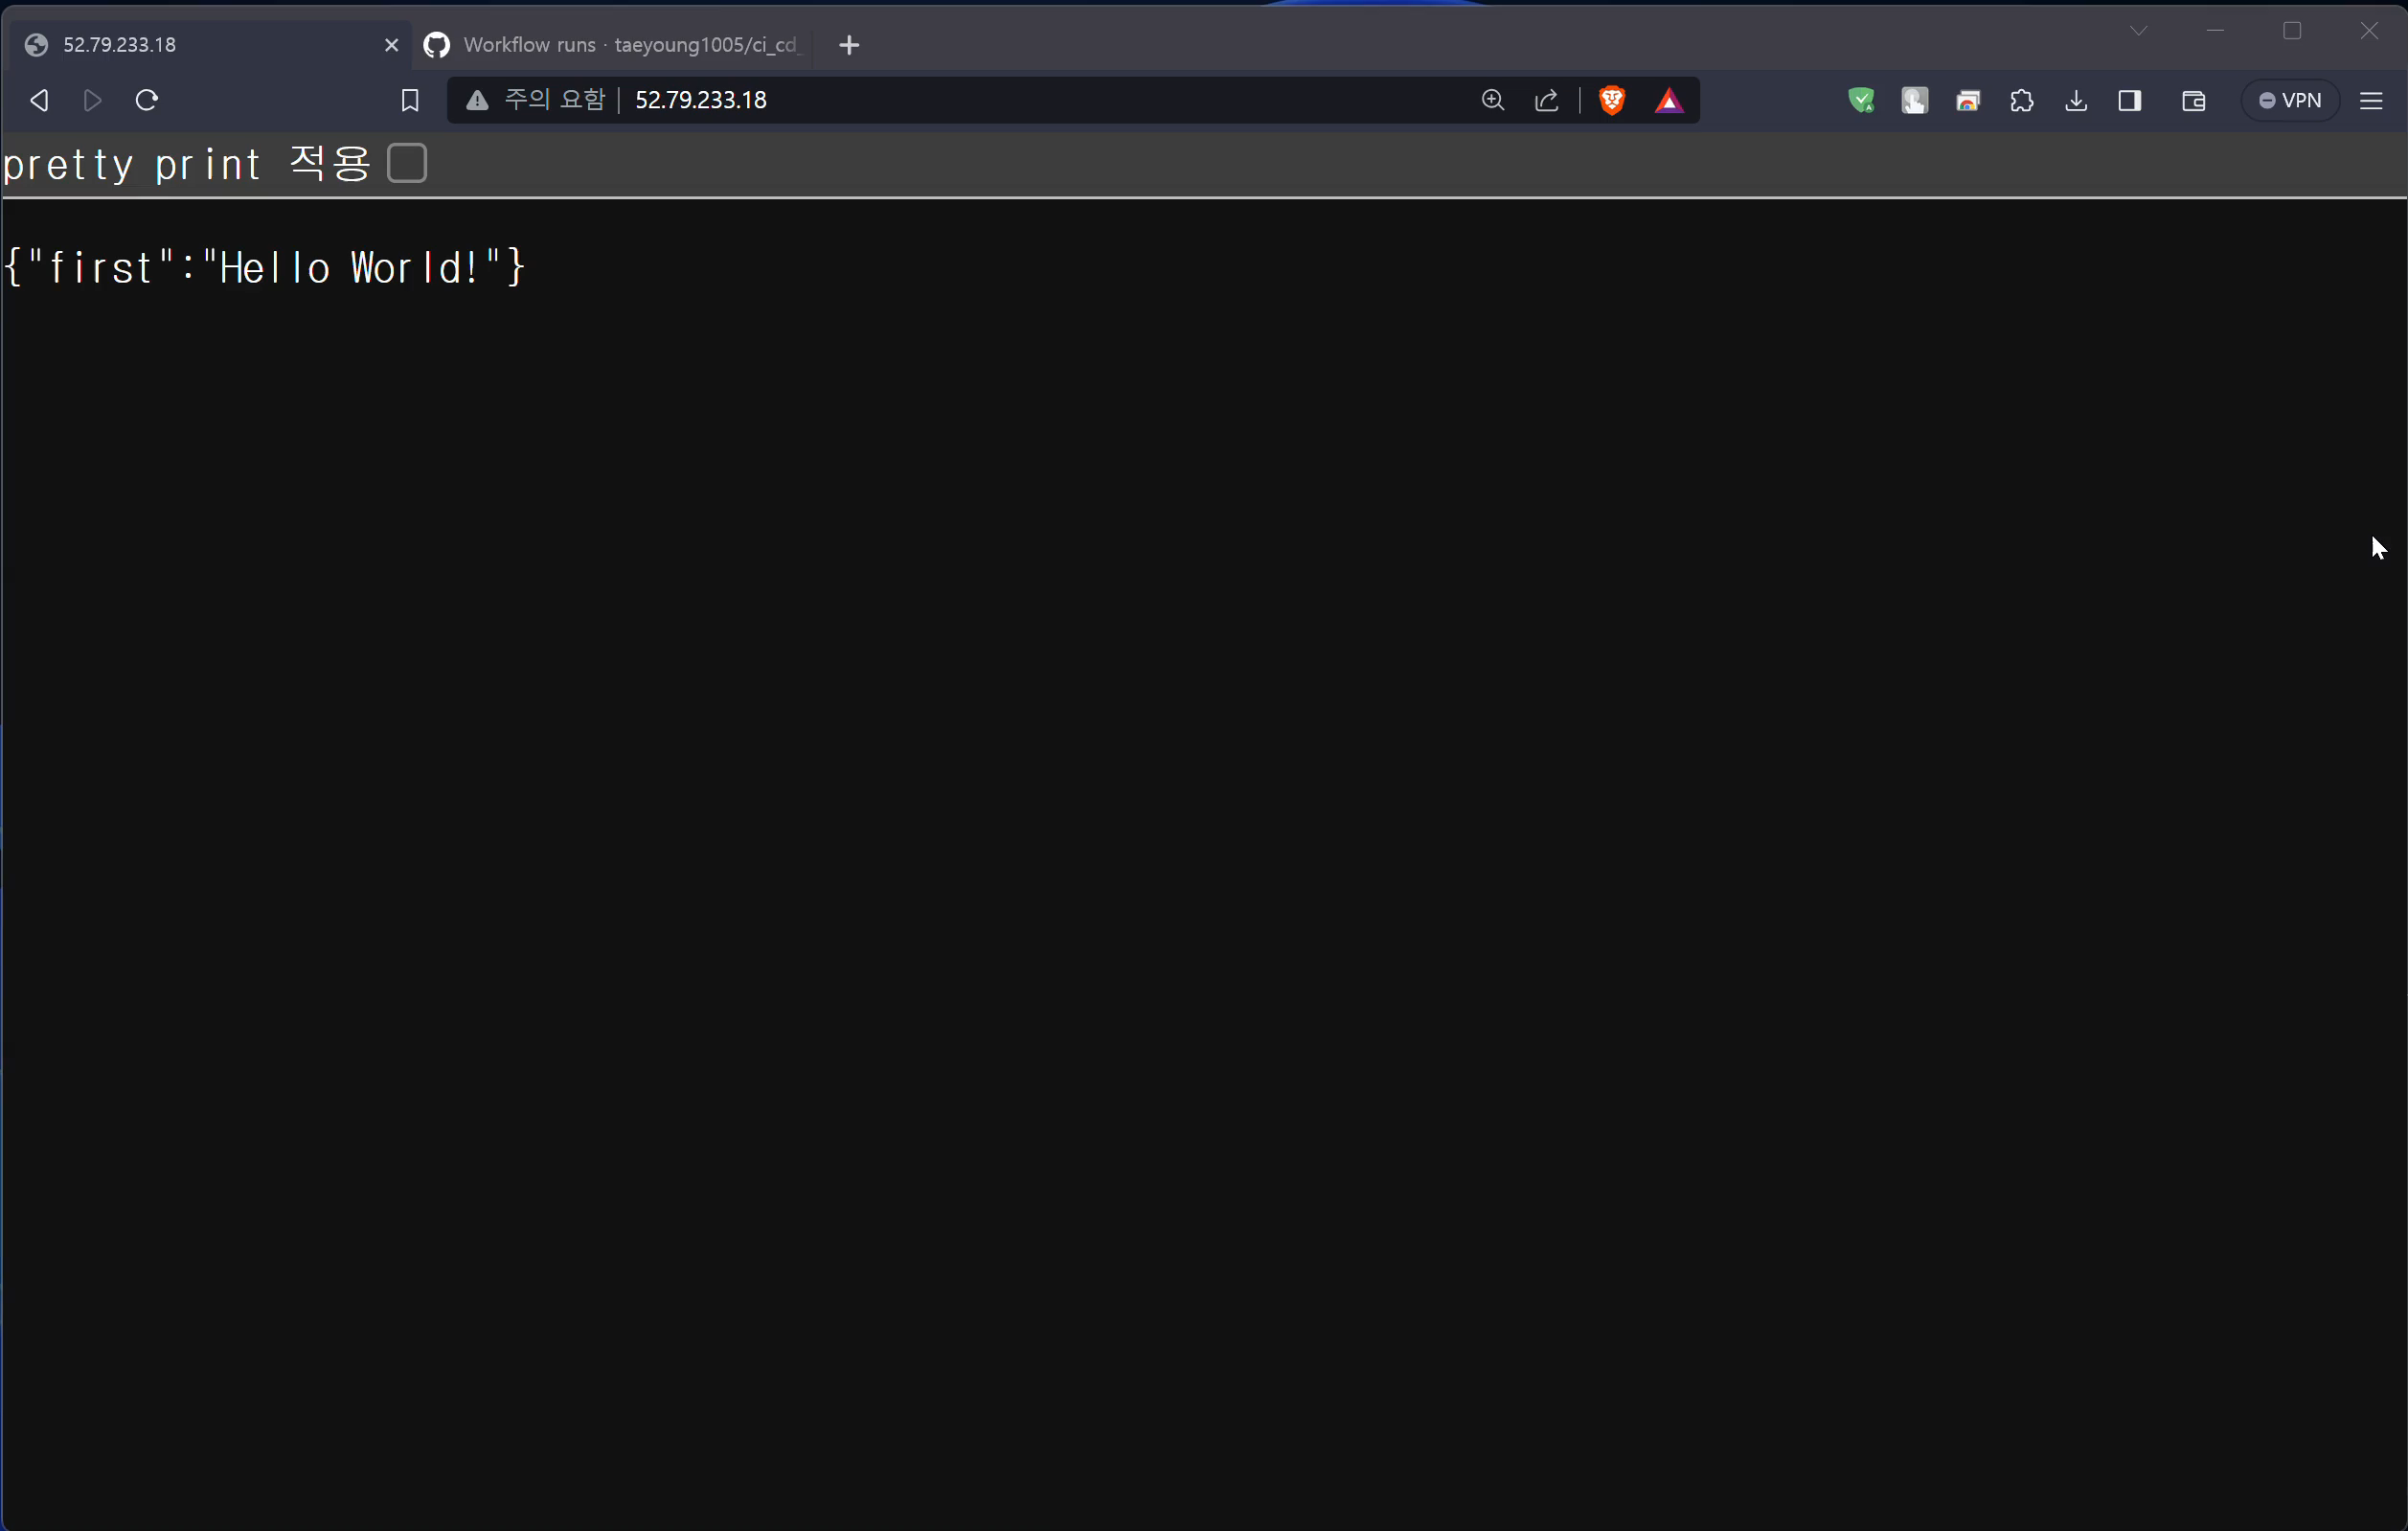 52.79.233.18
Workflow runs · taeyoung1005/ci_cd_
주의 요함 52.79.233.18
VPN
pretty print 적용
{"first":"Hello World!"}